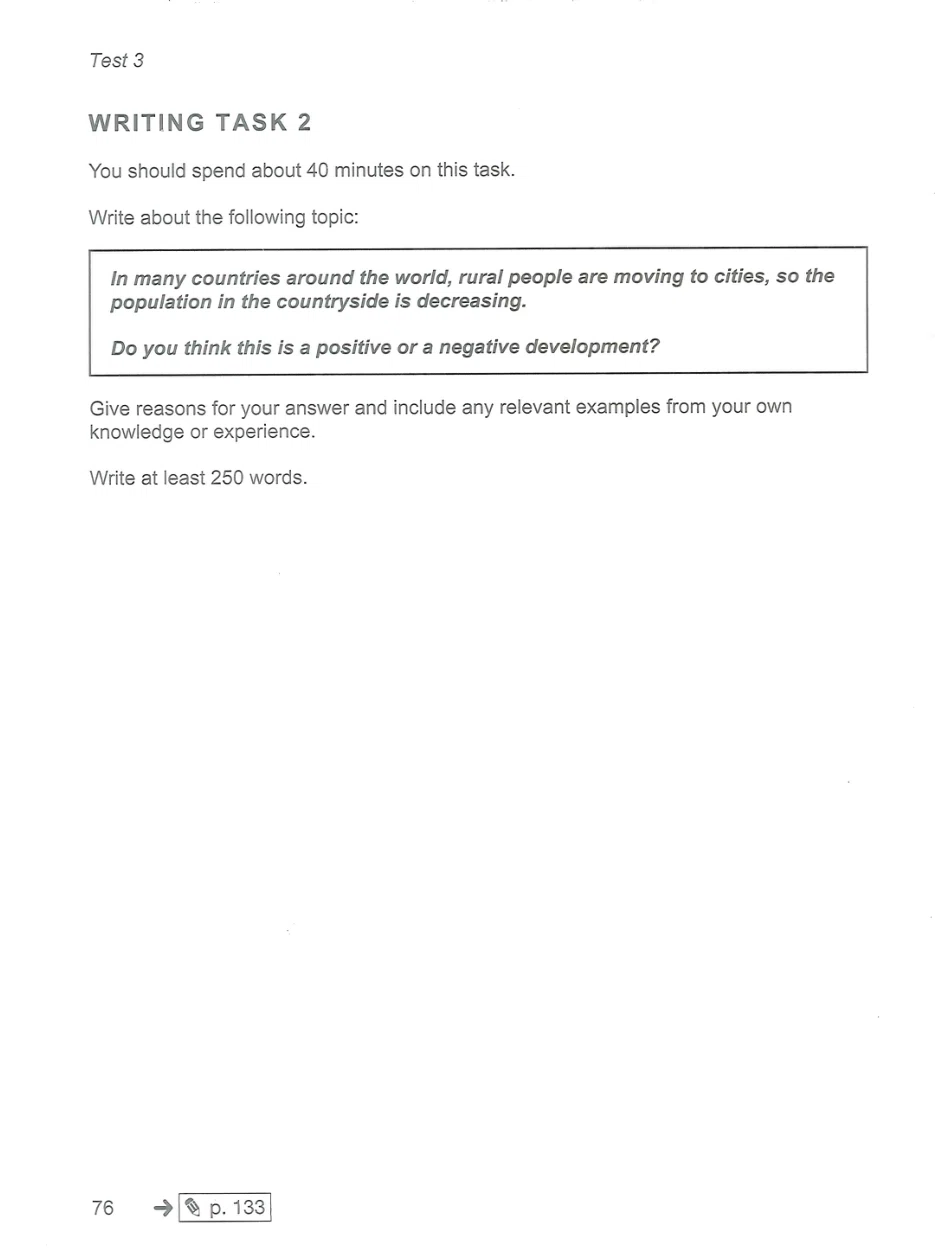 Test 3
WRITING TASK 2
You should spend about 40 minutes on this task.
Write about the following topic:
In many countries around the world, rural people are moving to cities, so the
population in the countryside is decreasing.
Do you think this is a positive or a negative development?
Give reasons for your answer and include any relevant examples from your own
knowledge or experience.
Write at least 250 words.
76 → p. 133